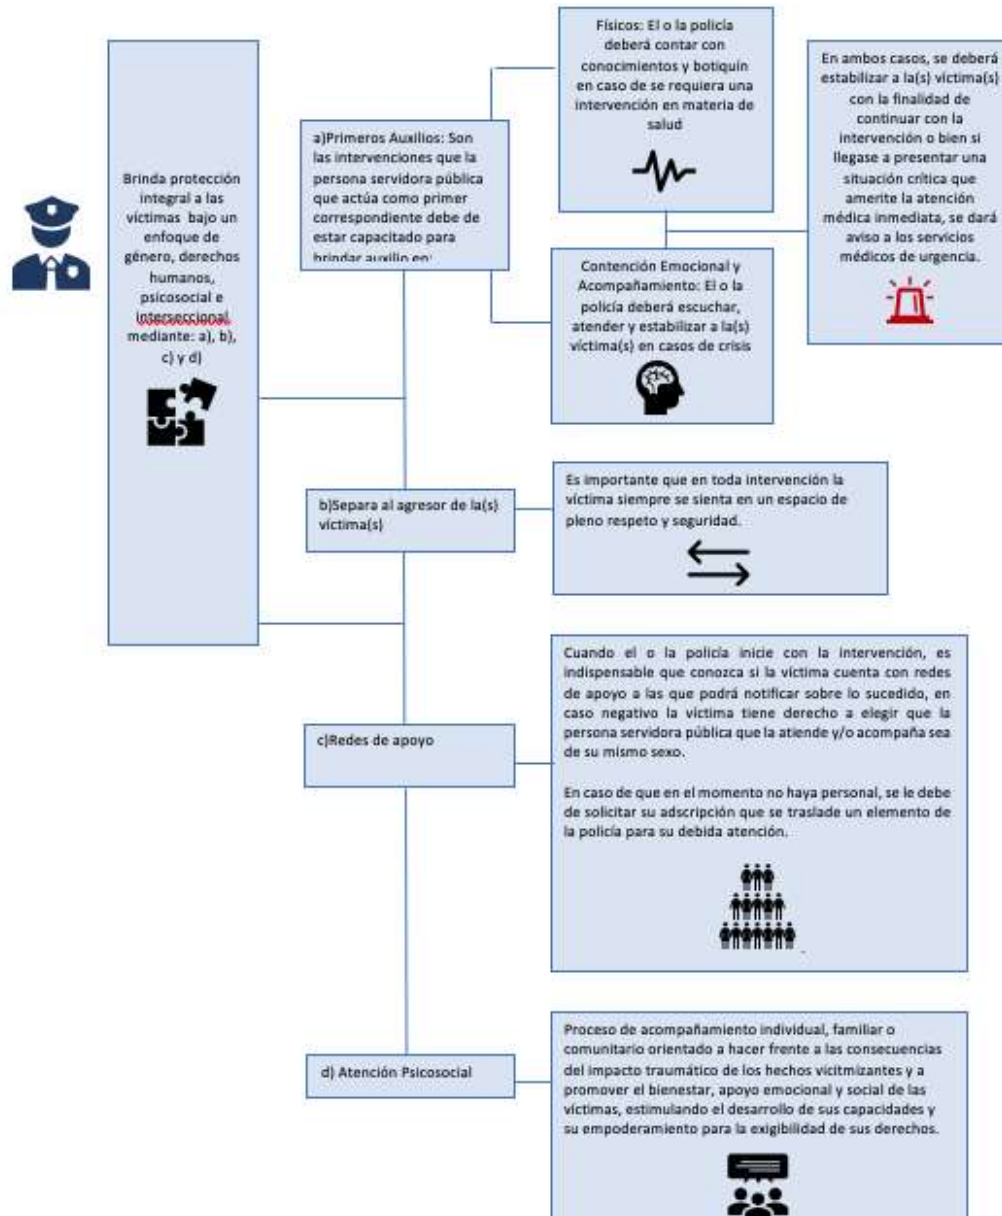 Brinda protección
integral a las
víctimas bajo un
enfoque de
género, derechos
humanos,
psicosocial e
interseccional
mediante: a), b),
c) y d)
a)Primeros Auxilios: Son
las intervenciones que la
persona servidora pública
que actúa como primer
correspondiente debe de
estar capacitado para
brindar auxilio en:
Físicos: El o la policía
deberá contar con
conocimientos y botiquín
en caso de se requiera una
intervención en materia de
salud
Contención Emocional y
Acompañamiento: El o la
policía deberá escuchar,
atender y estabilizar a la(s)
víctima(s) en casos de crisis
En ambos casos, se deberá
estabilizar a la(s) víctima(s)
con la finalidad de
continuar con la
intervención o bien si
llegase a presentar una
situación crítica que
amerite la atención
médica inmediata, se dará
aviso a los servicios
médicos de urgencia.
b)Separa al agresor de la(s)
víctima(s)
Es importante que en toda intervención la
víctima siempre se sienta en un espacio de
pleno respeto y seguridad.
c)Redes de apoyo
Cuando el o la policía inicie con la intervención, es
indispensable que conozca si la víctima cuenta con redes
de apoyo a las que podrá notificar sobre lo sucedido, en
caso negativo la víctima tiene derecho a elegir que la
persona servidora pública que la atiende y/o acompaña sea
de su mismo sexo.
En caso de que en el momento no haya personal, se le debe
de solicitar su adscripción que se traslade un elemento de
la policía para su debida atención.
d) Atención Psicosocial
Proceso de acompañamiento individual, familiar o
comunitario orientado a hacer frente a las consecuencias
del impacto traumático de los hechos vicitmizantes y a
promover el bienestar, apoyo emocional y social de las
víctimas, estimulando el desarrollo de sus capacidades y
su empoderamiento para la exigibilidad de sus derechos.